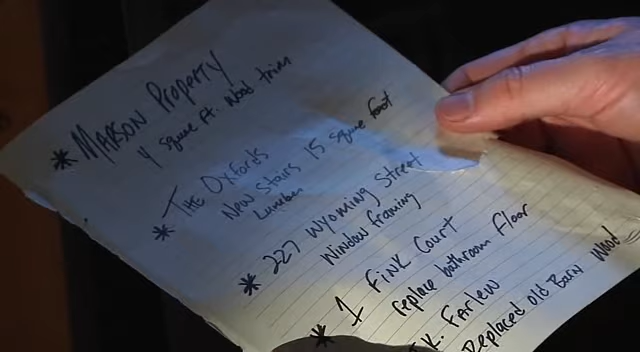 * MARSON PROPERTY
4 Square Ft. Wood trim
* THE OXFORDS
New Stairs 15 square foot
Lumber
* 227 Wyoming Street
Window framing
* 1 FINK COURT
replace bathroom Floor
K. FARLEW
Replaced old Barn wood